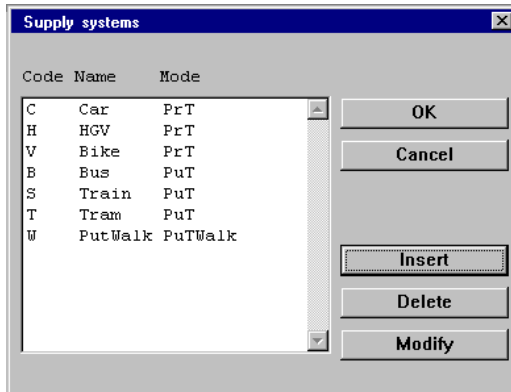 Supply systems
Code Name Mode
C Car PrT
H HGV PrT
V Bike PrT
B Bus PuT
S Train PuT
T Tram PuT
W PutWalk PuTWalk
OK
Cancel
Insert
Delete
Modify